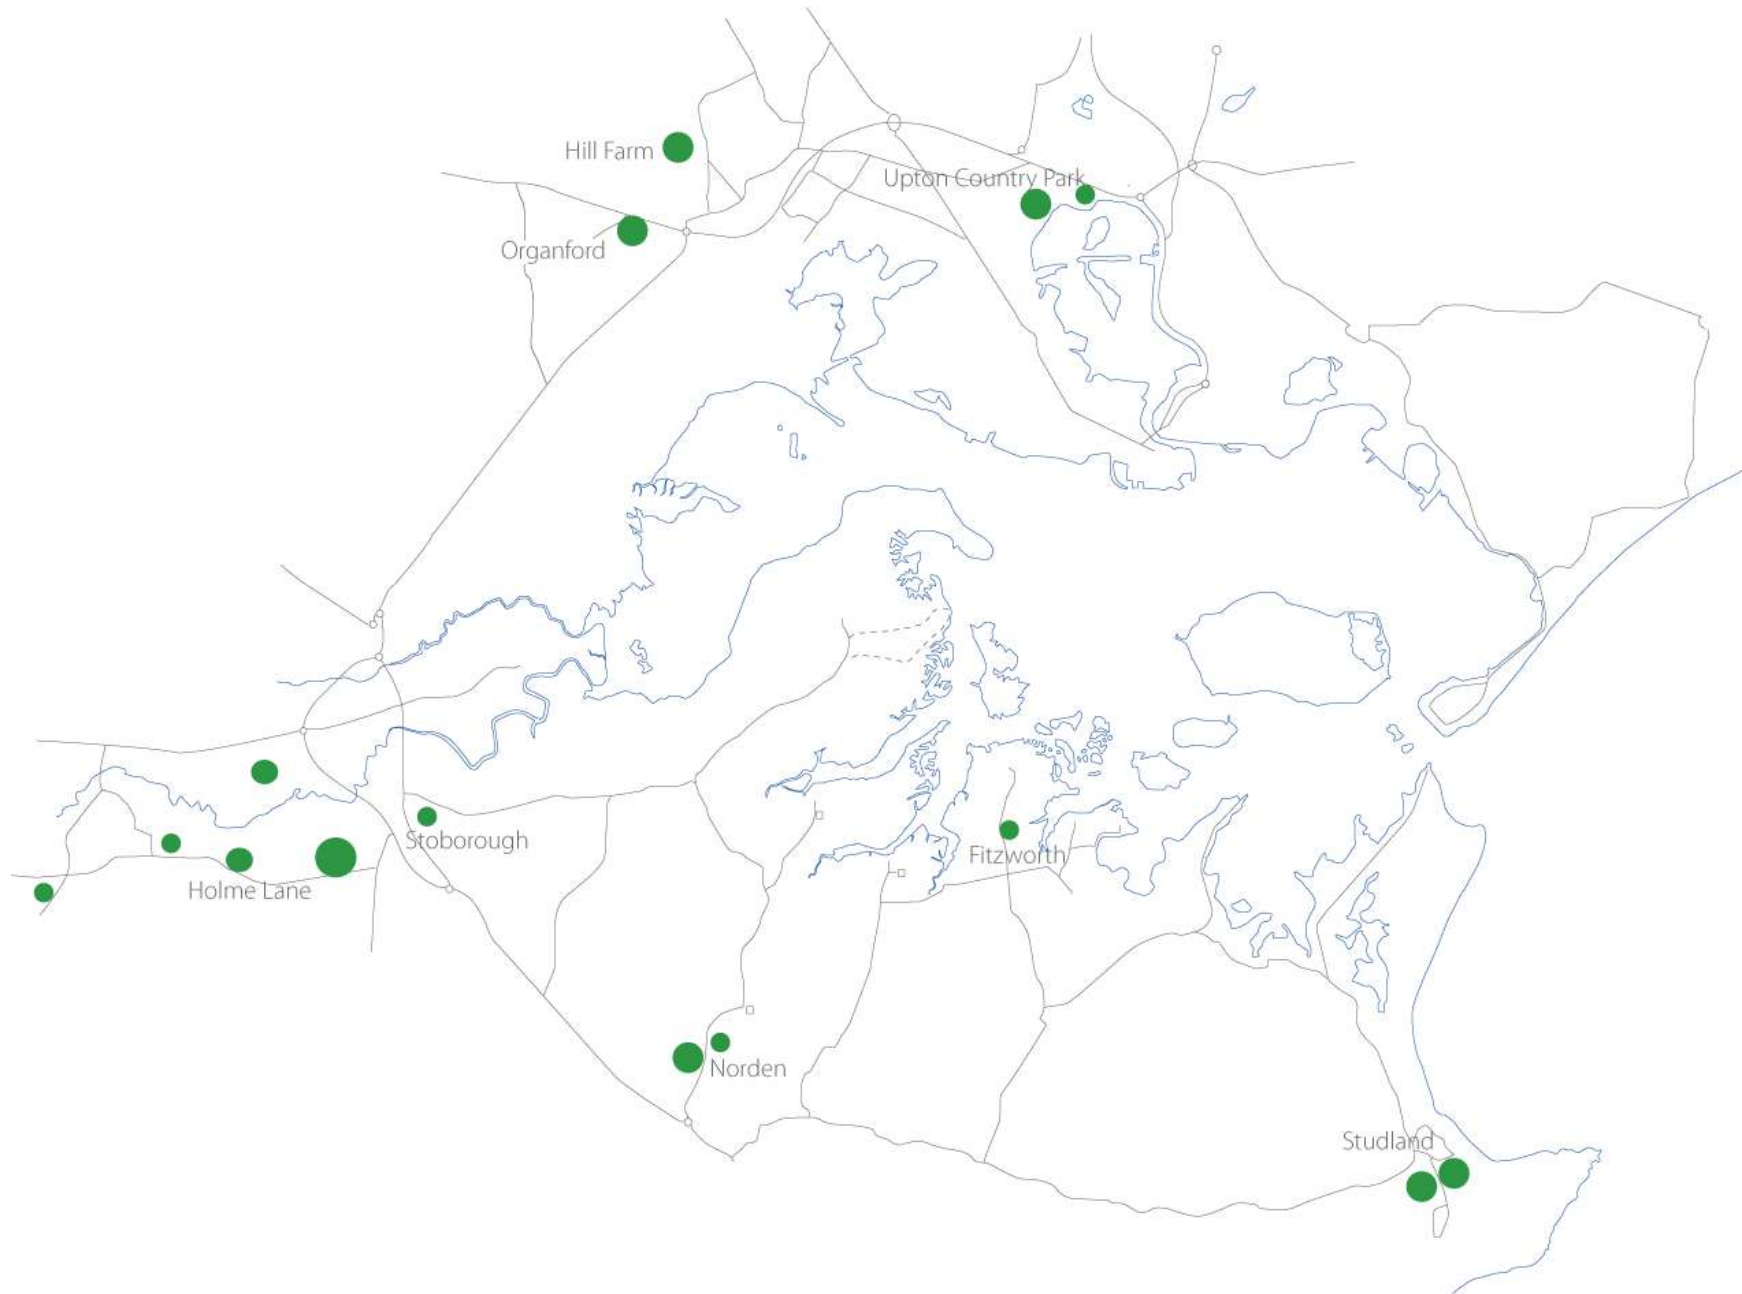 Hill Farm
Upton Country Park
Organford
Stoborough
Fitzworth
Holme Lane
Norden
Studland